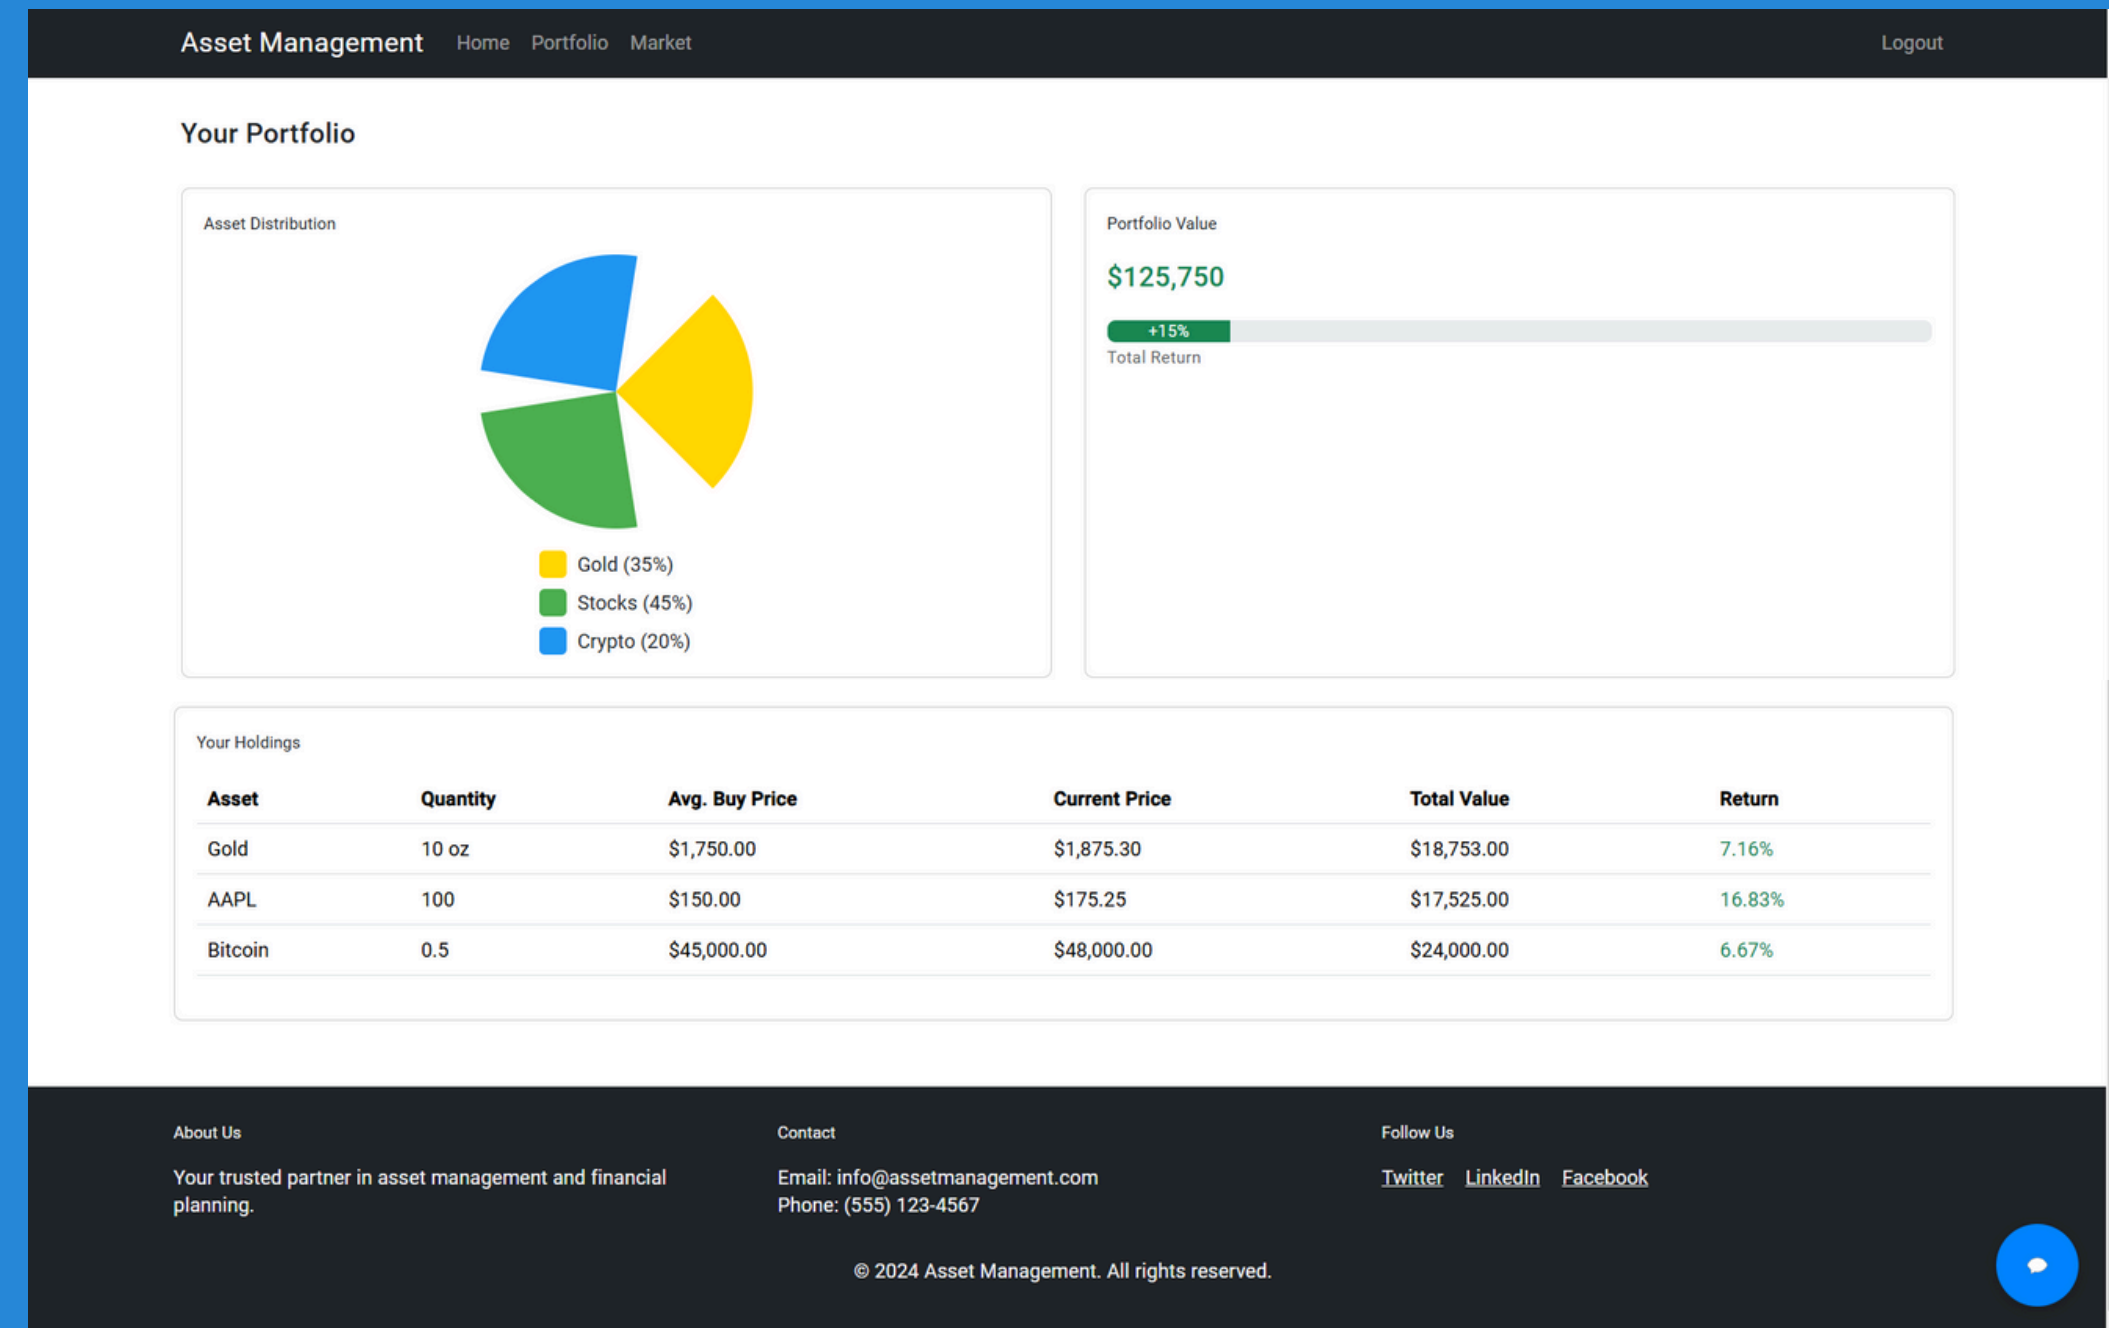 Asset Management Home Portfolio Market Logout
Your Portfolio
Asset Distribution
Gold (35%)
Stocks (45%)
Crypto (20%)
Portfolio Value
$125,750
+15%
Total Return
Your Holdings
Asset Quantity Avg. Buy Price Current Price Total Value Return
Gold 10 oz $1,750.00 $1,875.30 $18,753.00 7.16%
AAPL 100 $150.00 $175.25 $17,525.00 16.83%
Bitcoin 0.5 $45,000.00 $48,000.00 $24,000.00 6.67%
About Us
Your trusted partner in asset management and financial
planning.
Contact
Email: info@assetmanagement.com
Phone: (555) 123-4567
Follow Us
Twitter LinkedIn Facebook
© 2024 Asset Management. All rights reserved.